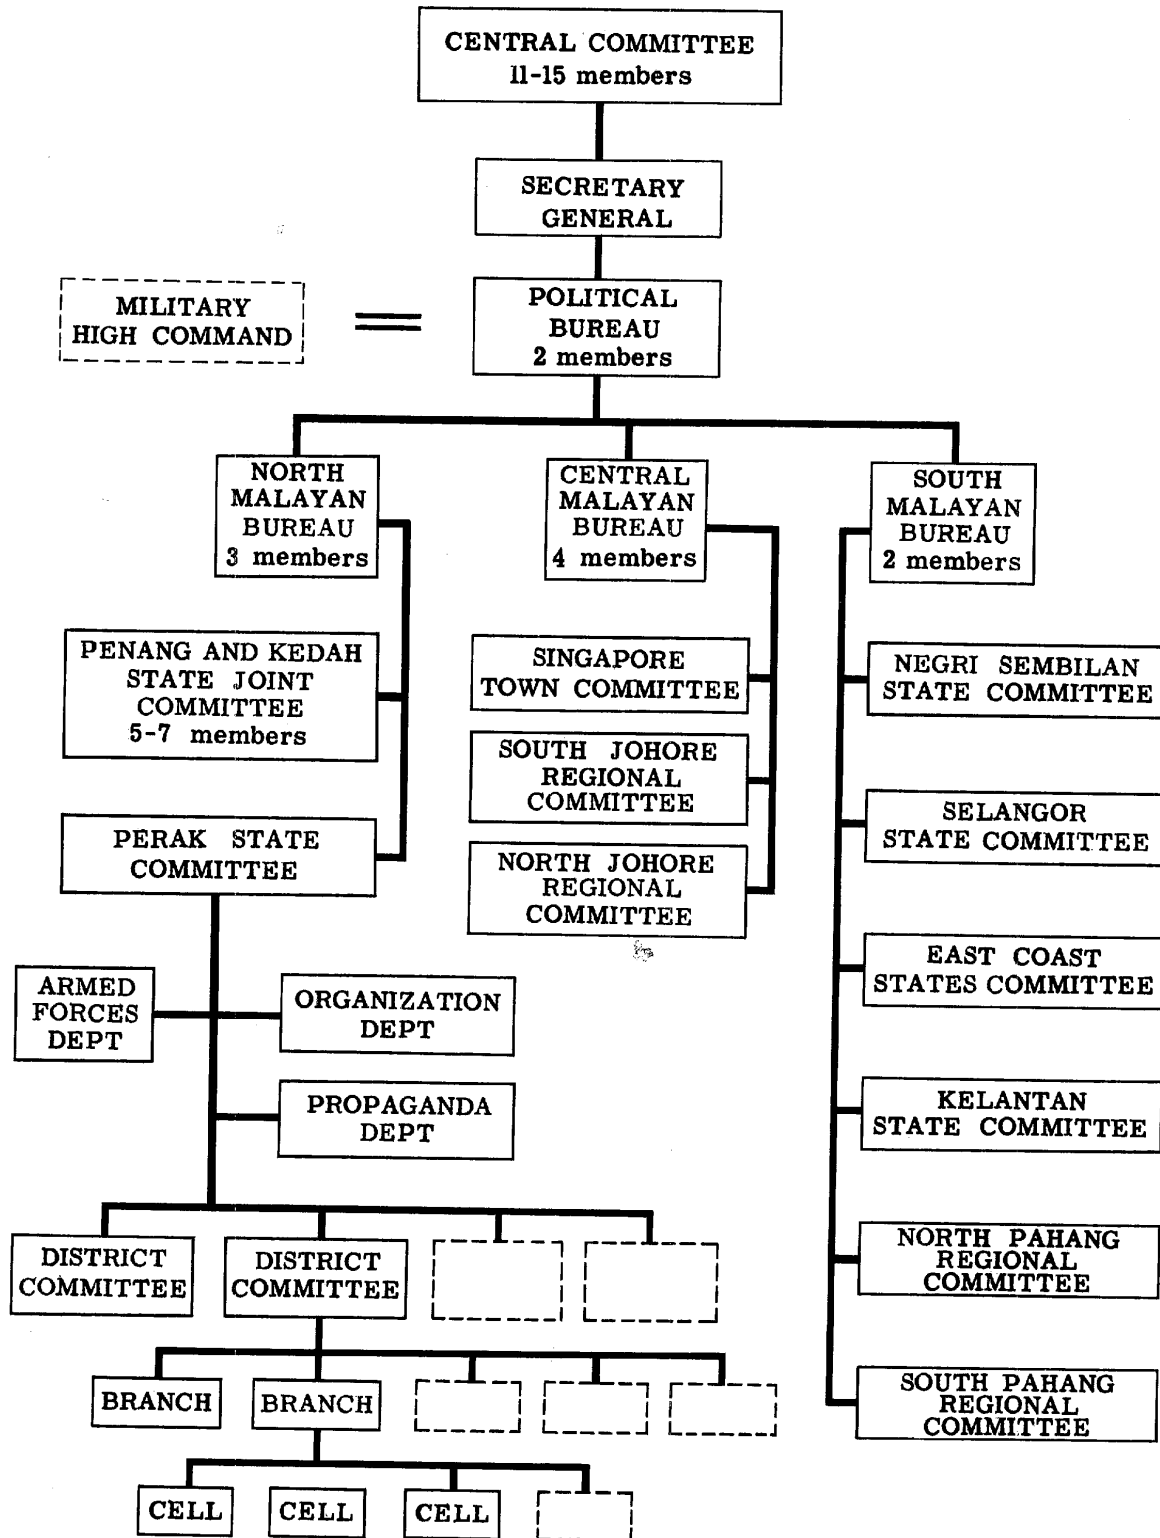 CENTRAL COMMITTEE
11-15 members
SECRETARY
GENERAL
MILITARY
HIGH COMMAND
POLITICAL
BUREAU
2 members
NORTH
MALAYAN
BUREAU
3 members
CENTRAL
MALAYAN
BUREAU
4 members
SOUTH
MALAYAN
BUREAU
2 members
PENANG AND KEDAH
STATE JOINT
COMMITTEE
5-7 members
SINGAPORE
TOWN COMMITTEE
NEGRI SEMBILAN
STATE COMMITTEE
SOUTH JOHORE
REGIONAL
COMMITTEE
PERAK STATE
COMMITTEE
SELANGOR
STATE COMMITTEE
NORTH JOHORE
REGIONAL
COMMITTEE
ARMED
FORCES
DEPT
ORGANIZATION
DEPT
EAST COAST
STATES COMMITTEE
PROPAGANDA
DEPT
KELANTAN
STATE COMMITTEE
DISTRICT
COMMITTEE
DISTRICT
COMMITTEE
NORTH PAHANG
REGIONAL
COMMITTEE
BRANCH
BRANCH
SOUTH PAHANG
REGIONAL
COMMITTEE
CELL
CELL
CELL